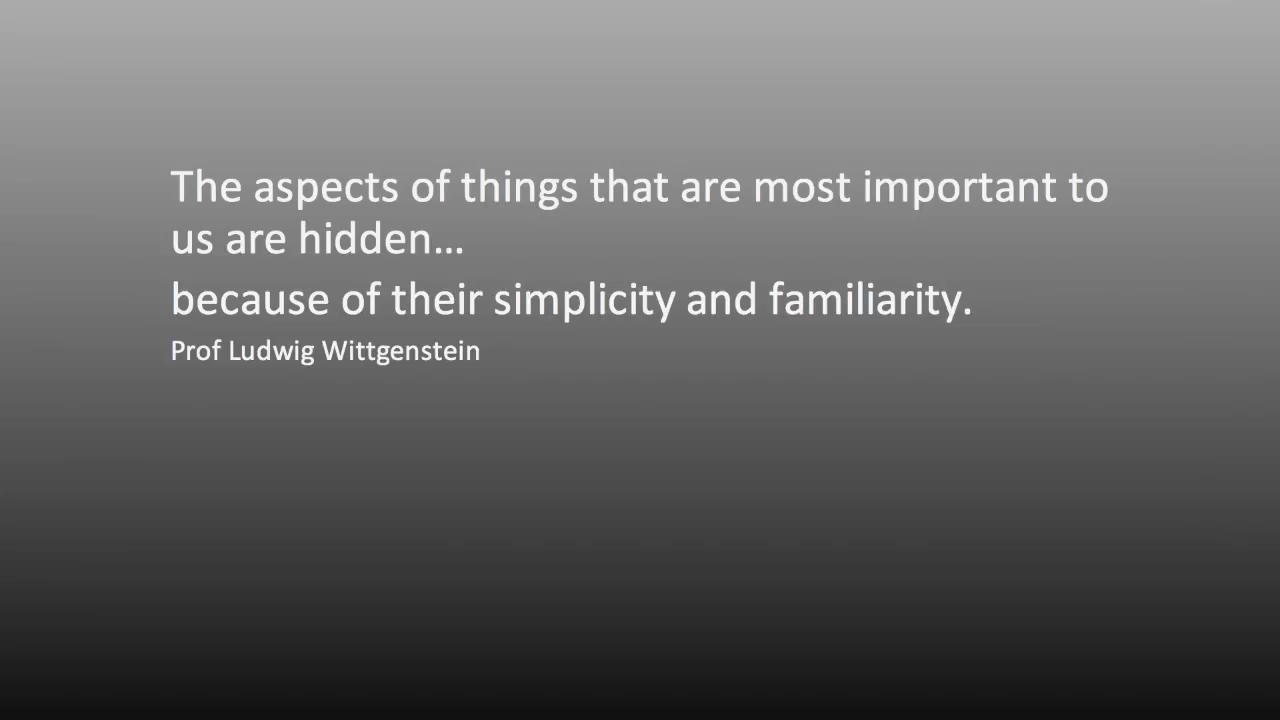 The aspects of things that are most important to
us are hidden…
because of their simplicity and familiarity.
Prof Ludwig Wittgenstein